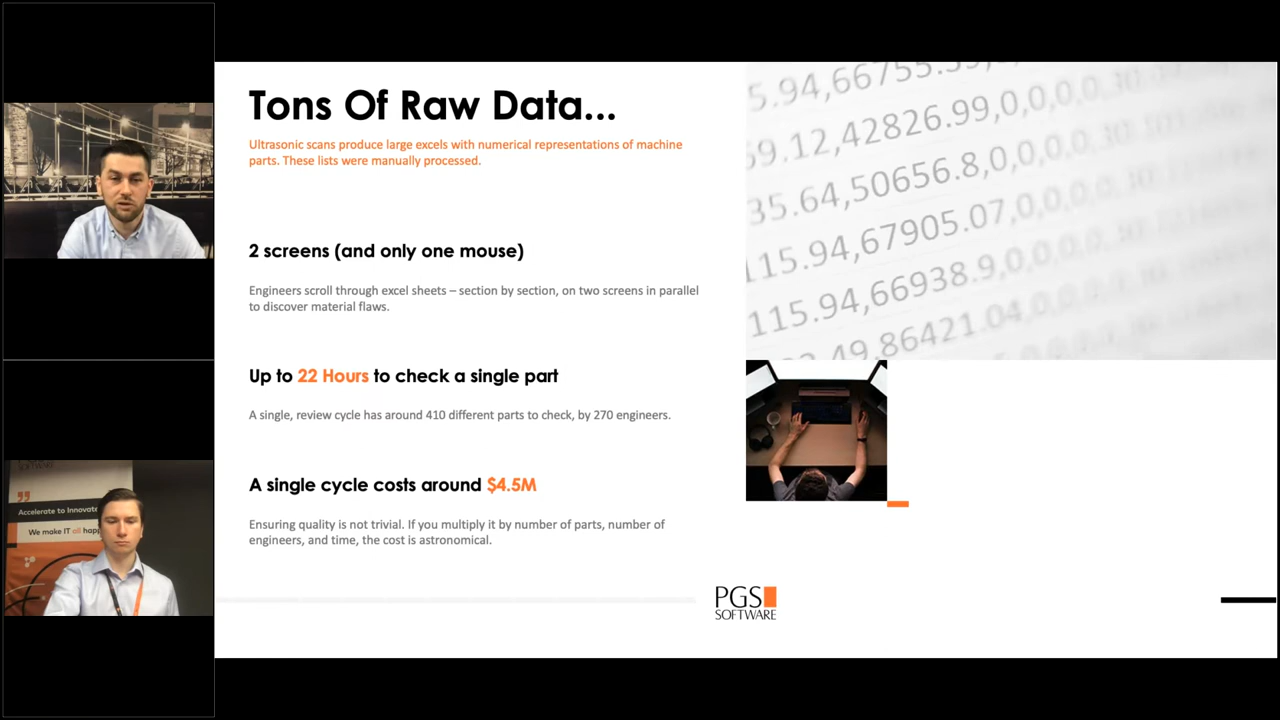 Tons Of Raw Data...
Ultrasonic scans produce large excels with numerical representations of machine
parts. These lists were manually processed.
2 screens (and only one mouse)
Engineers scroll through excel sheets – section by section, on two screens in parallel
to discover material flaws.
Up to 22 Hours to check a single part
A single, review cycle has around 410 different parts to check, by 270 engineers.
A single cycle costs around $4.5M
Ensuring quality is not trivial. If you multiply it by number of parts, number of
engineers, and time, the cost is astronomical.
5.94,66755.
9.12,42826.99,0,0,0,
35.64,50656.8,0,0,0,
115.94,67905.07,0,0,0,
115.94,66938.9,0,0,0,
49,86421.04,0,0,0,
PGS
SOFTWARE
Accelerate to Innovate
We make IT all